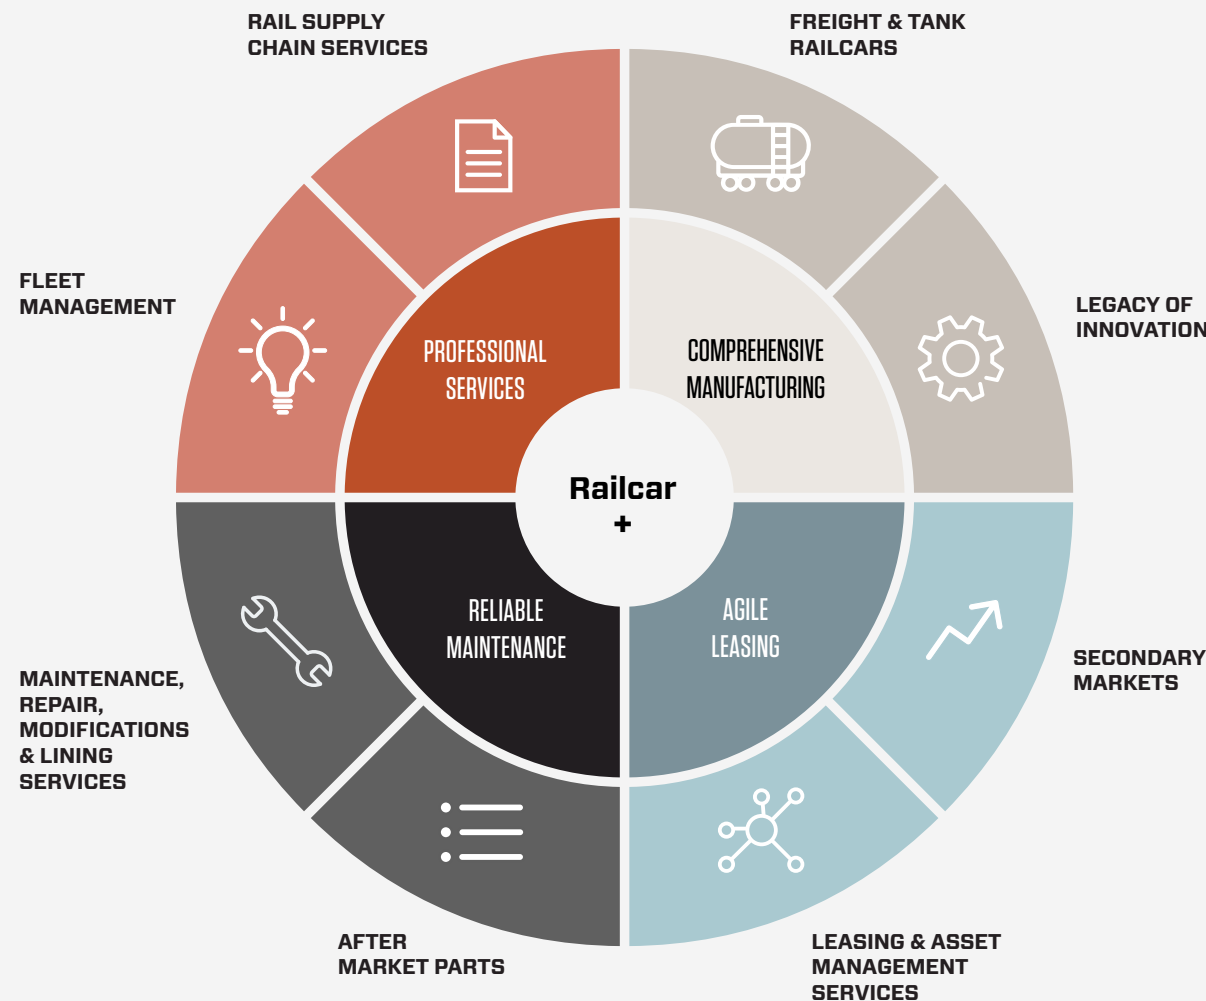 RAIL SUPPLY
CHAIN SERVICES
FREIGHT & TANK
RAILCARS
FLEET
MANAGEMENT
LEGACY OF
INNOVATION
PROFESSIONAL
SERVICES
COMPREHENSIVE
MANUFACTURING
Railcar
+
RELIABLE
MAINTENANCE
AGILE
LEASING
MAINTENANCE,
REPAIR,
MODIFICATIONS
& LINING
SERVICES
SECONDARY
MARKETS
AFTER
MARKET PARTS
LEASING & ASSET
MANAGEMENT
SERVICES